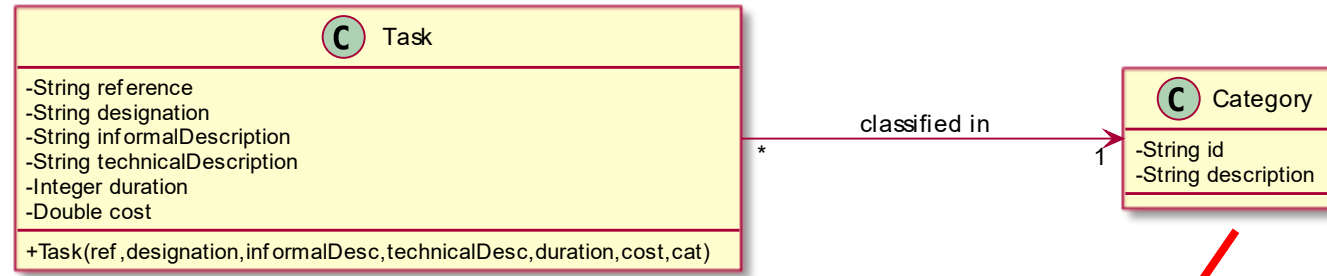 C Task
-String reference
-String designation
-String informalDescription
-String technicalDescription
-Integer duration
-Double cost
+Task(ref,designation,informalDesc,technicalDesc,duration,cost,cat)
classified in
*
1
C Category
-String id
-String description